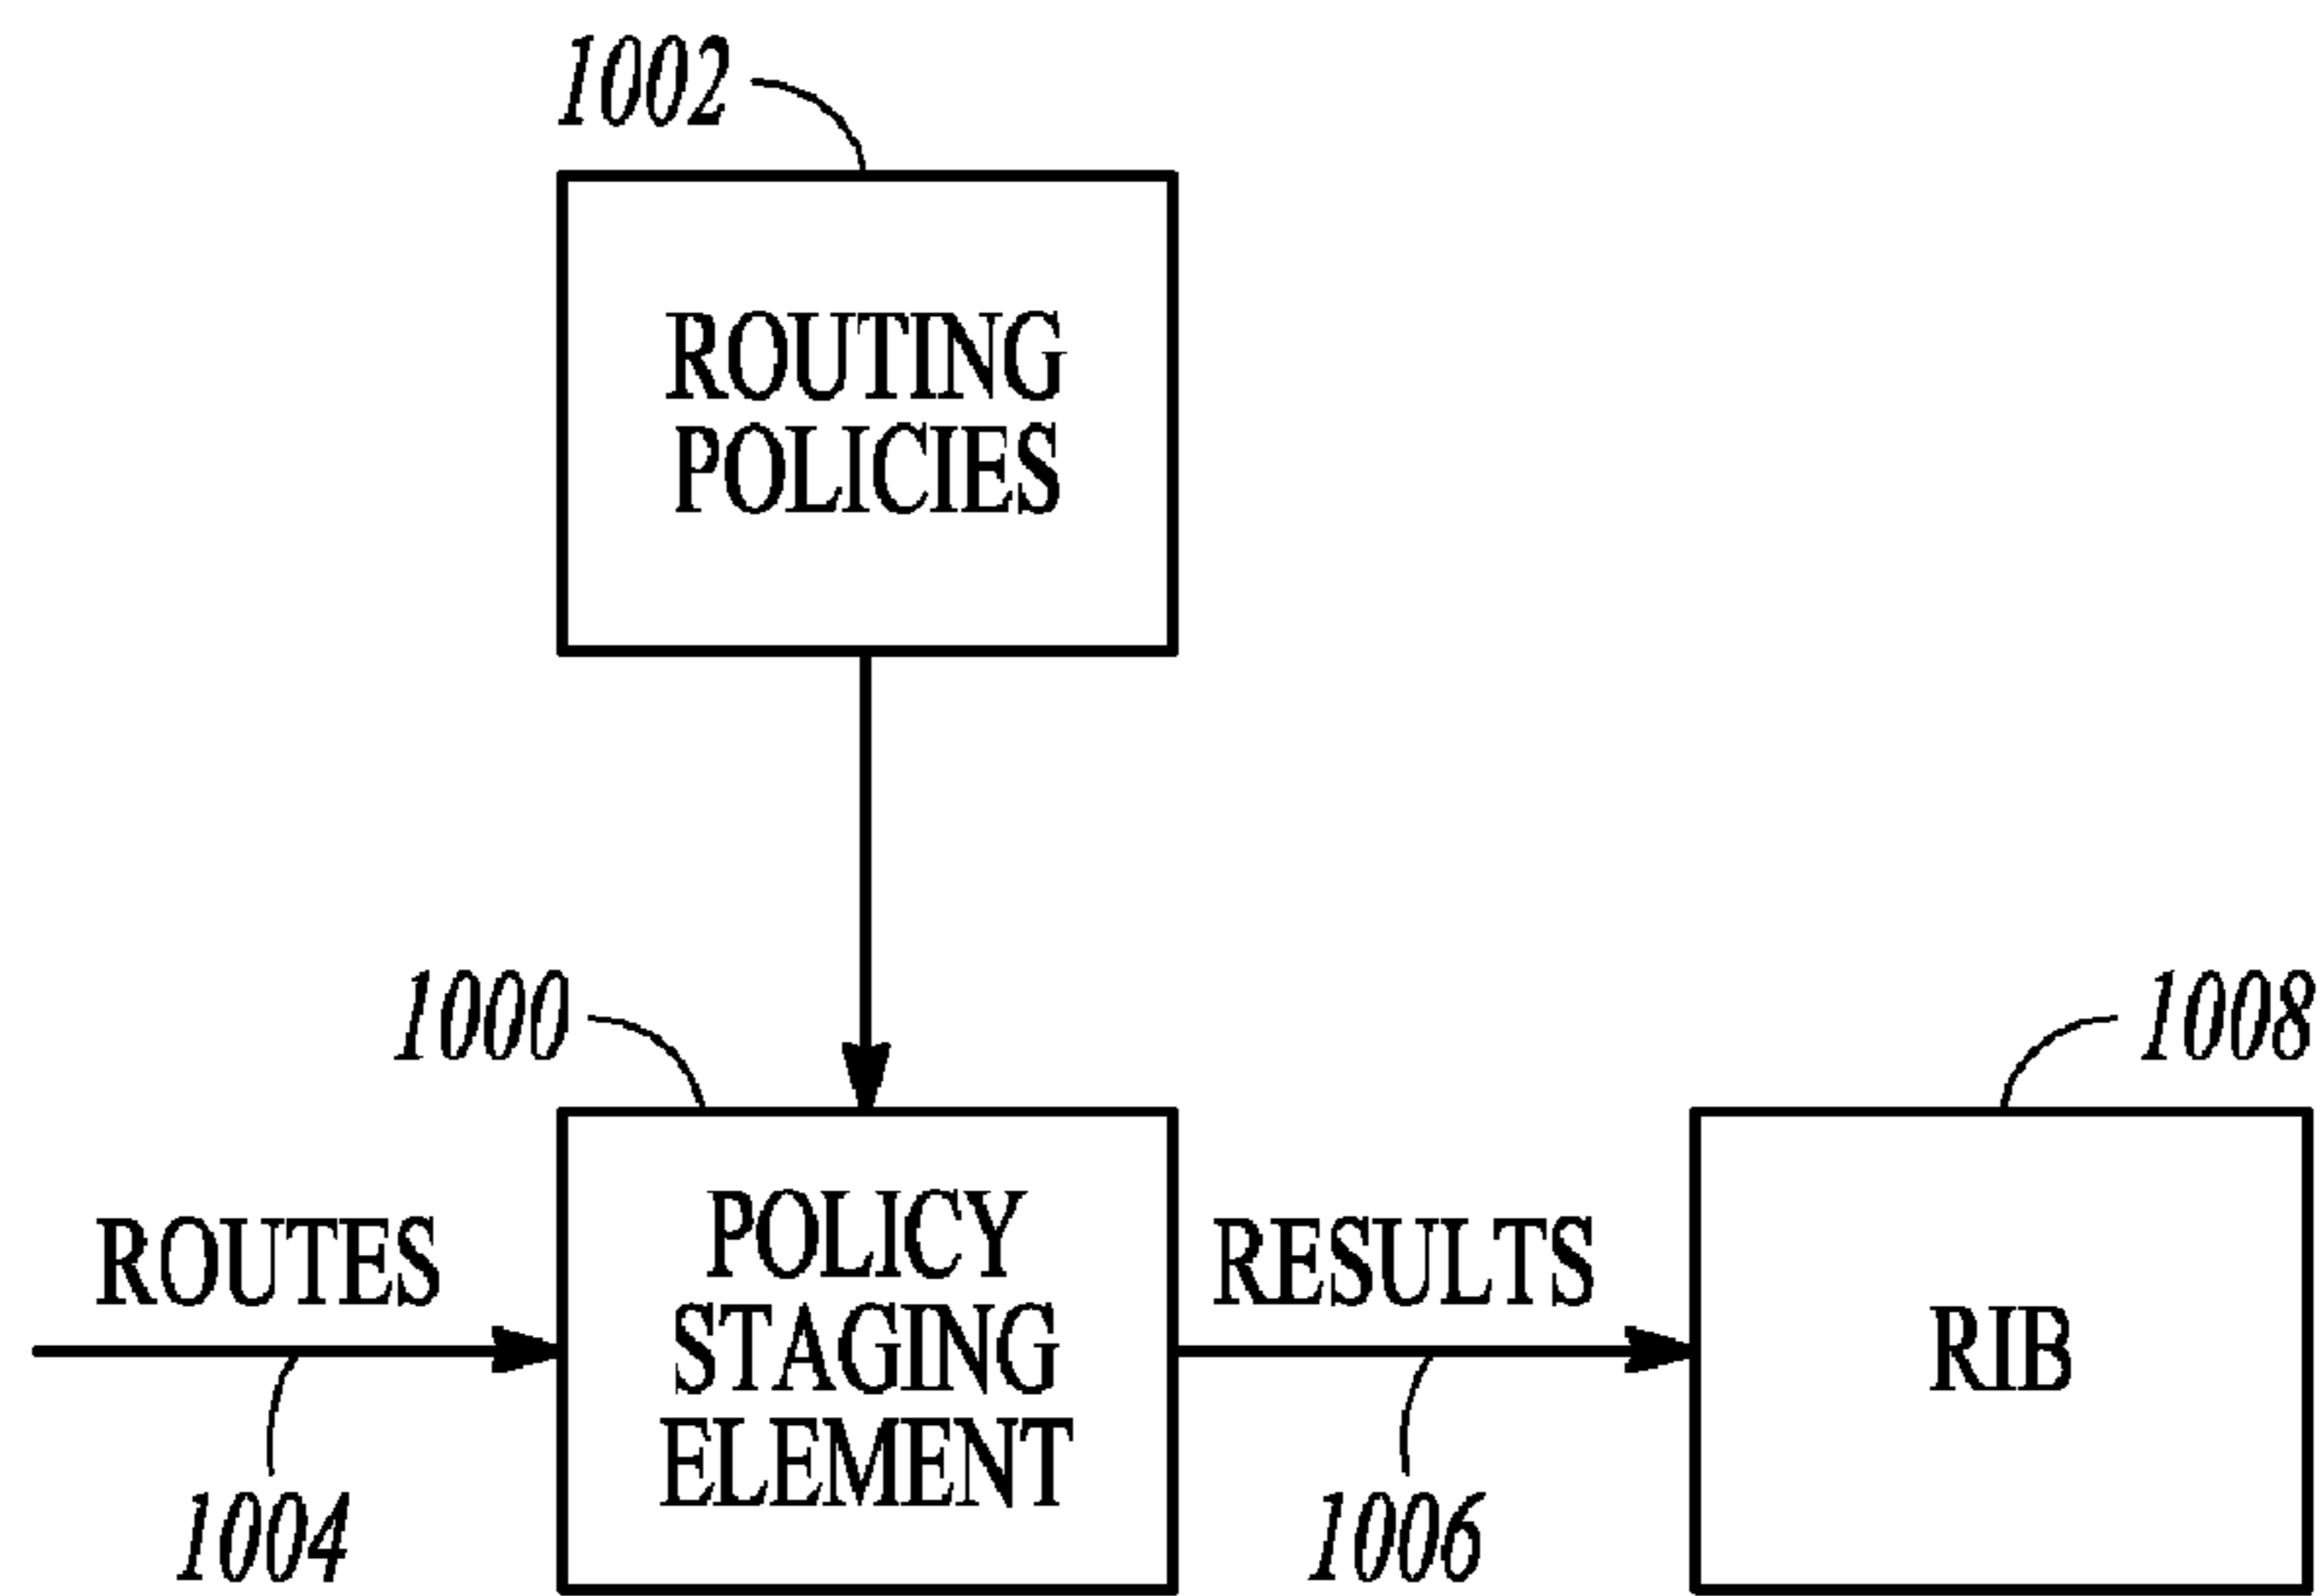 1002
ROUTING
POLICIES
1000
1008
ROUTES
POLICY
STAGING
ELEMENT
RESULTS
RIB
1004
1006